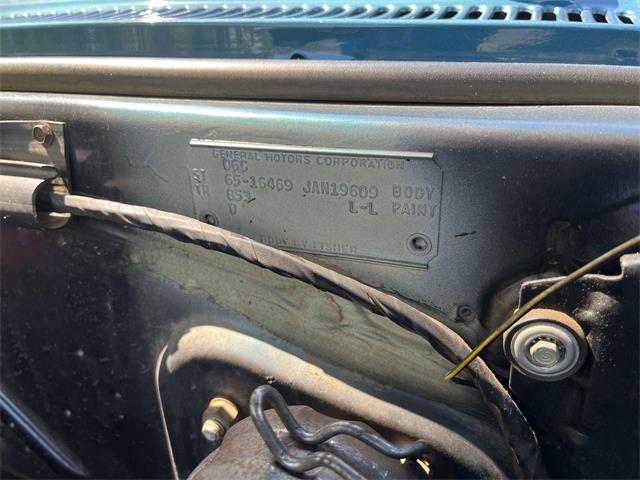 GENERAL MOTORS CORPORATION
06C
ST 65-16469 JAN19609 BODY
TR 853 L-L PAINT
BODY BY FISHER